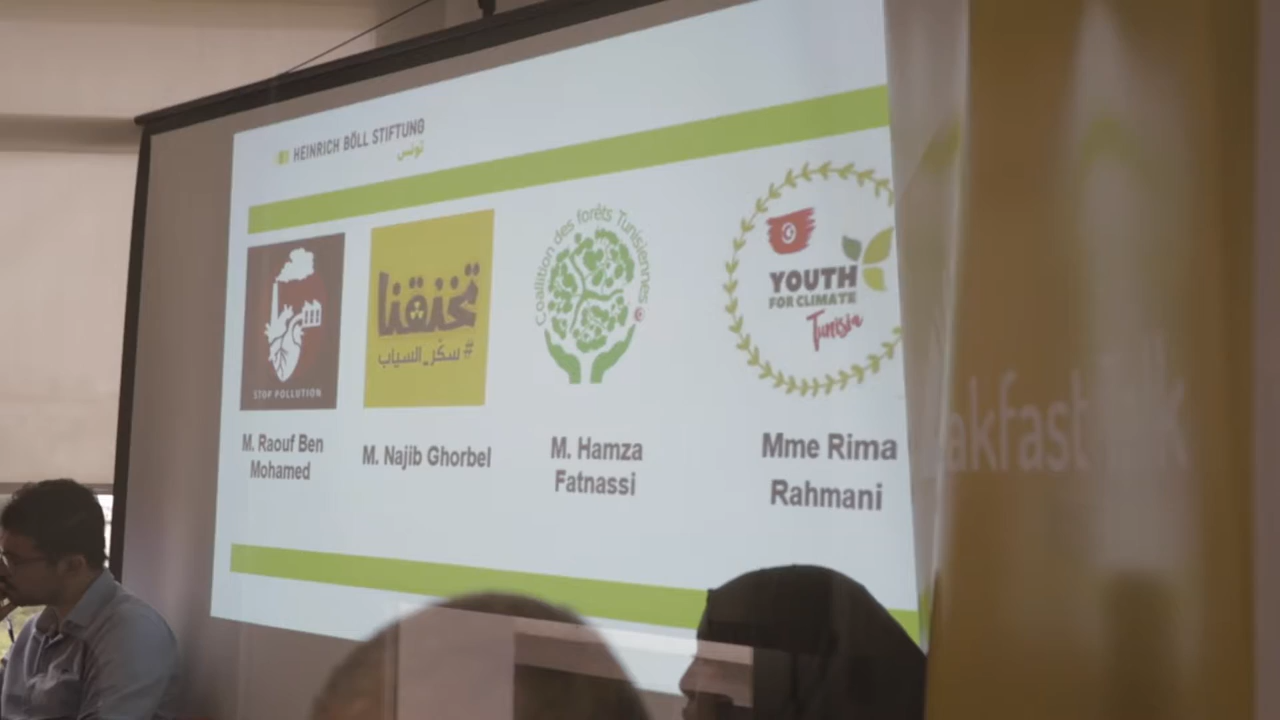 HEINRICH BÖLL STIFTUNG
تونس
STOP POLLUTION
تخنقنا
# سكّر_السياب
Coalition des forêts Tunisiennes
YOUTH
FOR CLIMATE
Tunisia
M. Raouf Ben
Mohamed
M. Najib Ghorbel
M. Hamza
Fatnassi
Mme Rima
Rahmani
akfast